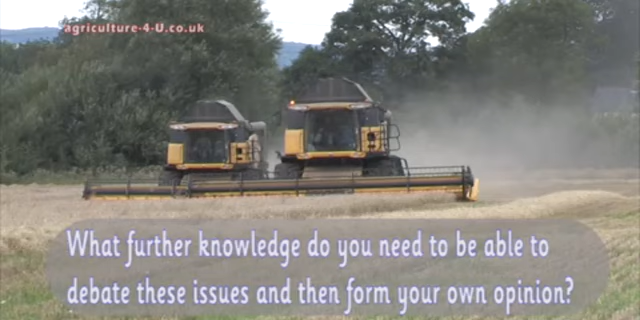 agriculture-4-U.co.uk
What further knowledge do you need to be able to
debate these issues and then form your own opinion?